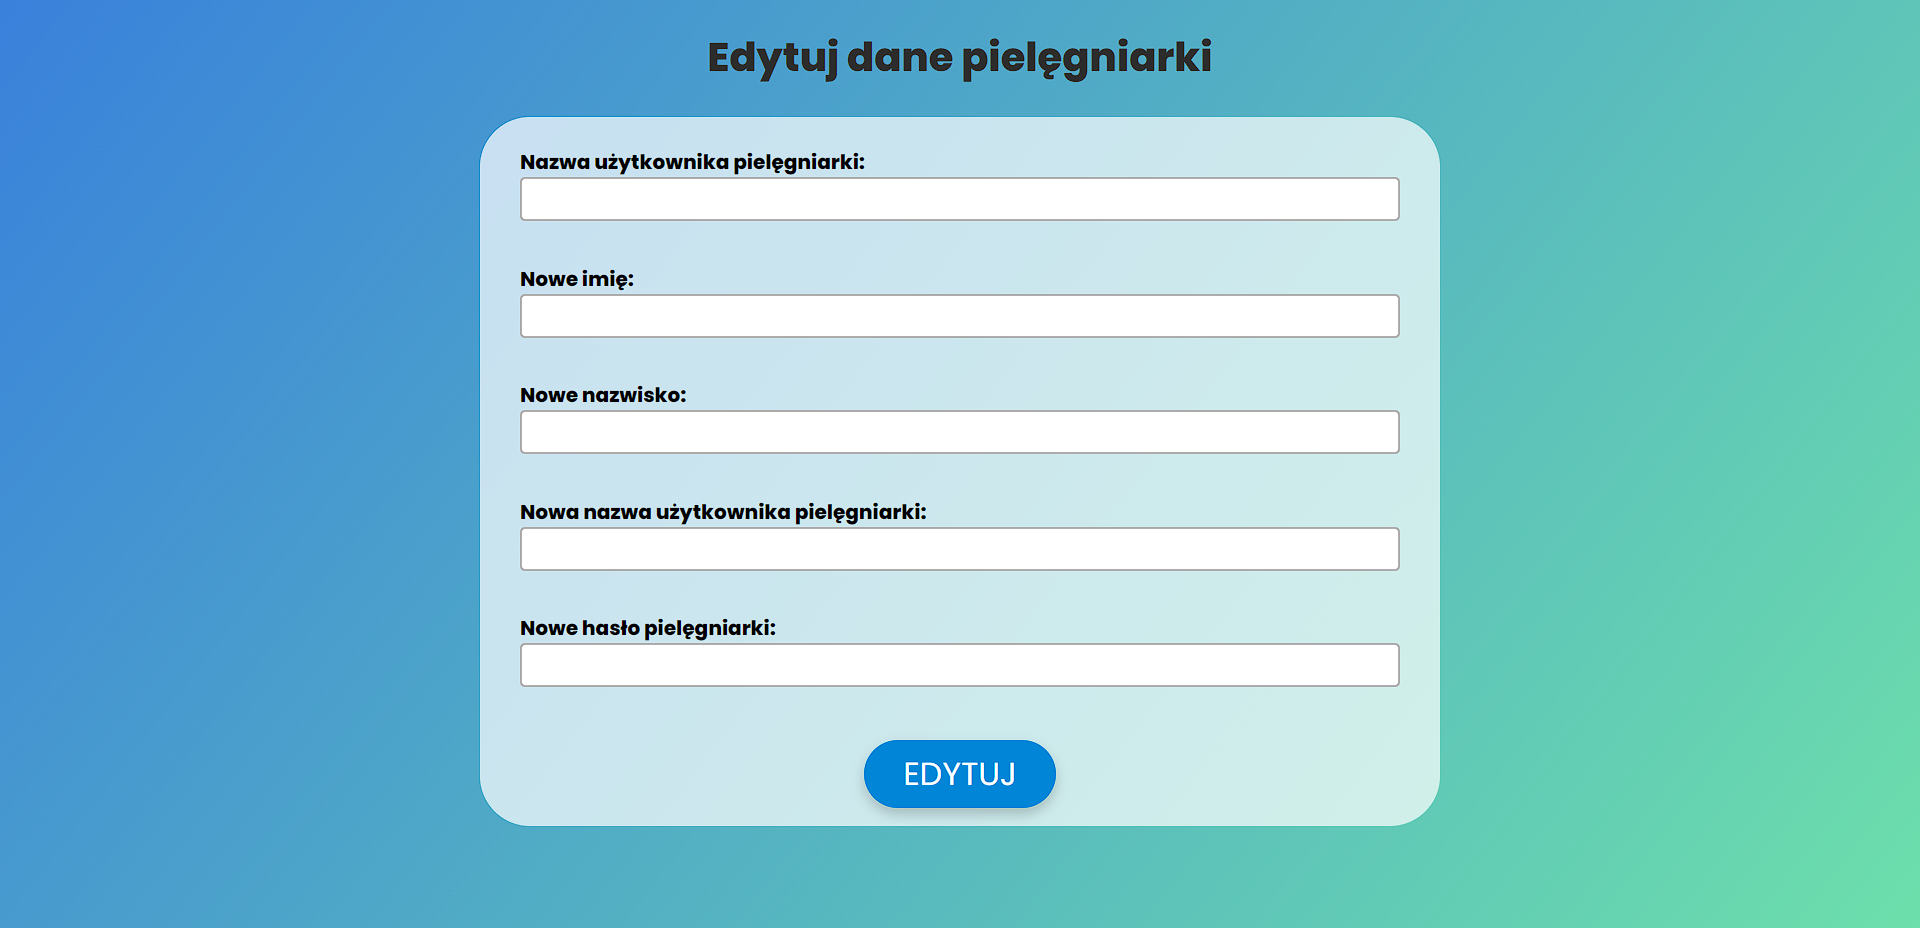 Edytuj dane pielęgniarki
Nazwa użytkownika pielęgniarki:
Nowe imię:
Nowe nazwisko:
Nowa nazwa użytkownika pielęgniarki:
Nowe hasło pielęgniarki:
EDYTUJ